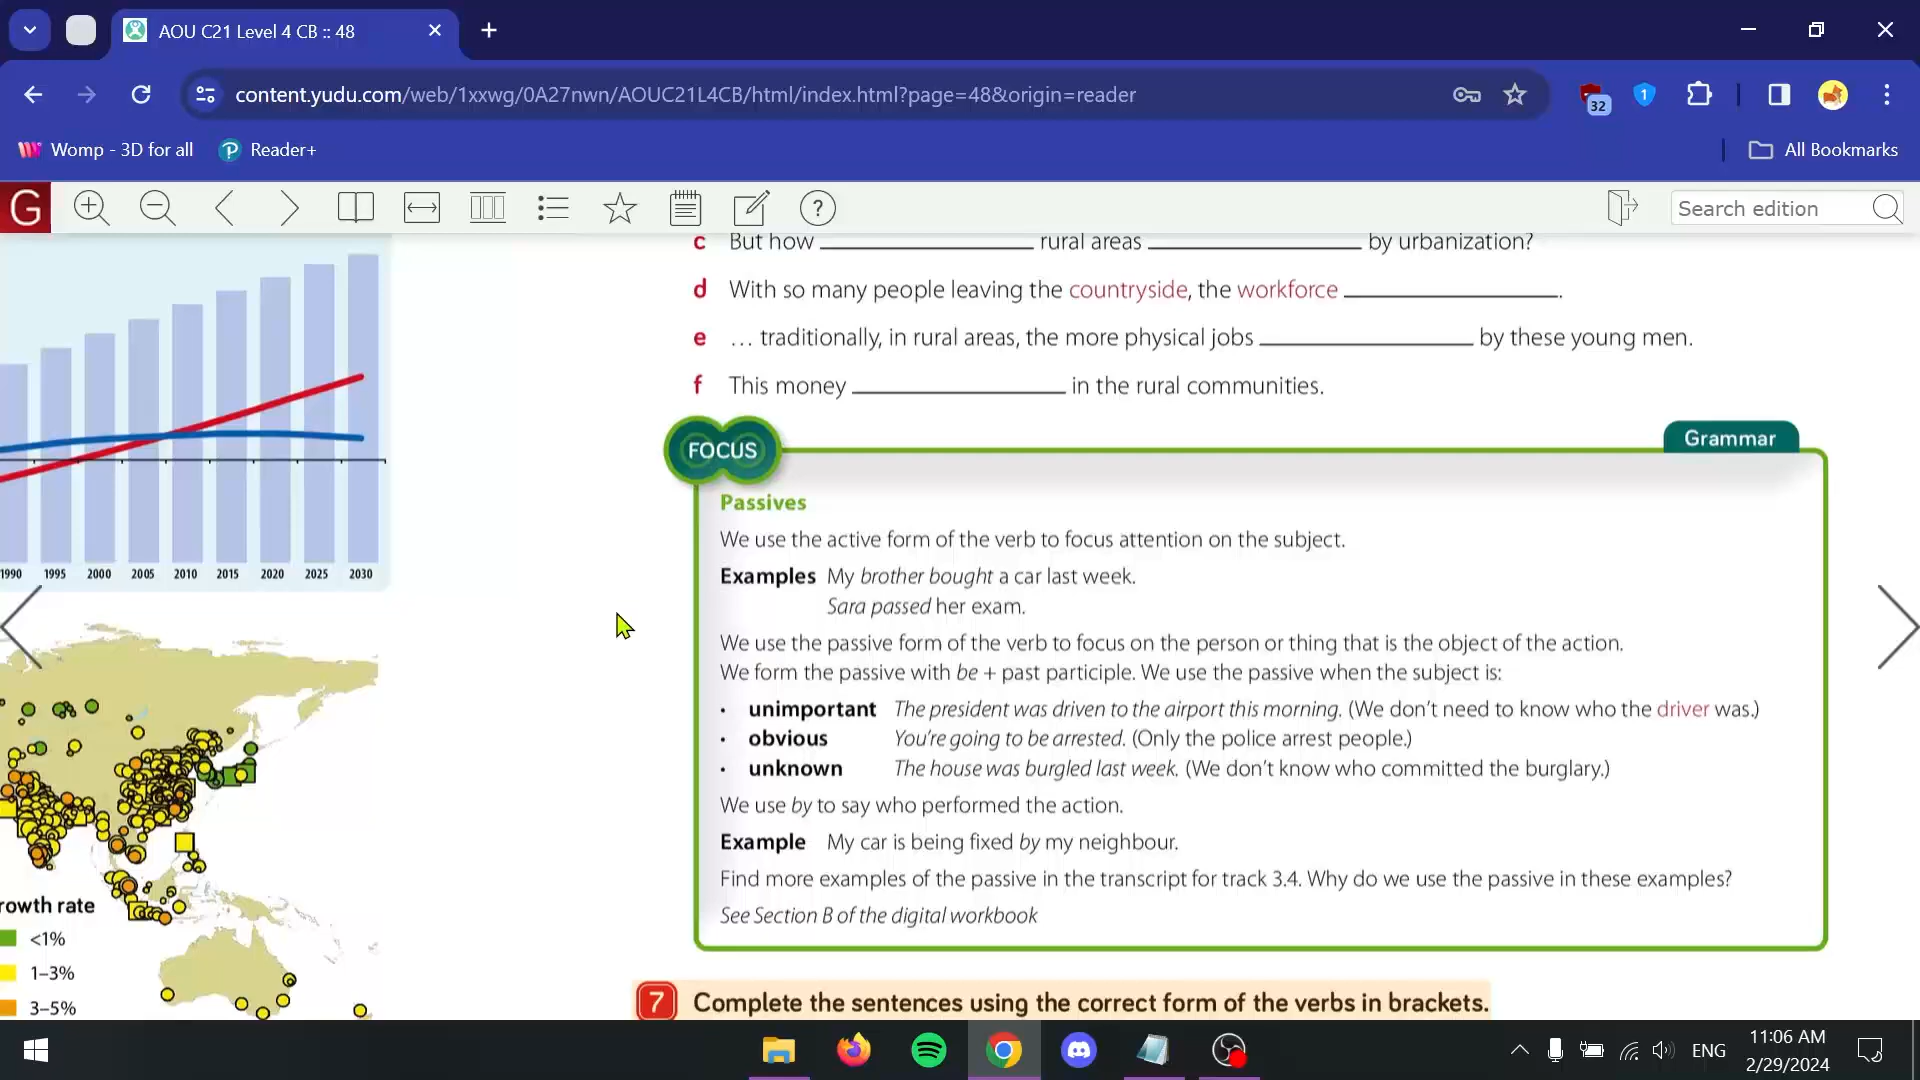 AOU C21 Level 4 CB :: 48
content.yudu.com/web/1xxwg/0A27nwn/AOUC21L4CB/html/index.html?page=48&origin=reader
32
1
Womp - 3D for all
Reader+
All Bookmarks
G
?
Search edition
c But how ____________ rural areas ____________ by urbanization?
d With so many people leaving the countryside, the workforce ____________.
e … traditionally, in rural areas, the more physical jobs ____________ by these young men.
f This money ____________ in the rural communities.
FOCUS
Grammar
Passives
We use the active form of the verb to focus attention on the subject.
Examples My brother bought a car last week.
Sara passed her exam.
We use the passive form of the verb to focus on the person or thing that is the object of the action.
We form the passive with be + past participle. We use the passive when the subject is:
• unimportant The president was driven to the airport this morning. (We don't need to know who the driver was.)
• obvious You're going to be arrested. (Only the police arrest people.)
• unknown The house was burgled last week. (We don't know who committed the burglary.)
We use by to say who performed the action.
Example My car is being fixed by my neighbour.
Find more examples of the passive in the transcript for track 3.4. Why do we use the passive in these examples?
See Section B of the digital workbook
7 Complete the sentences using the correct form of the verbs in brackets.
1990 1995 2000 2005 2010 2015 2020 2025 2030
rowth rate
<1%
1–3%
3–5%
ENG
11:06 AM
2/29/2024